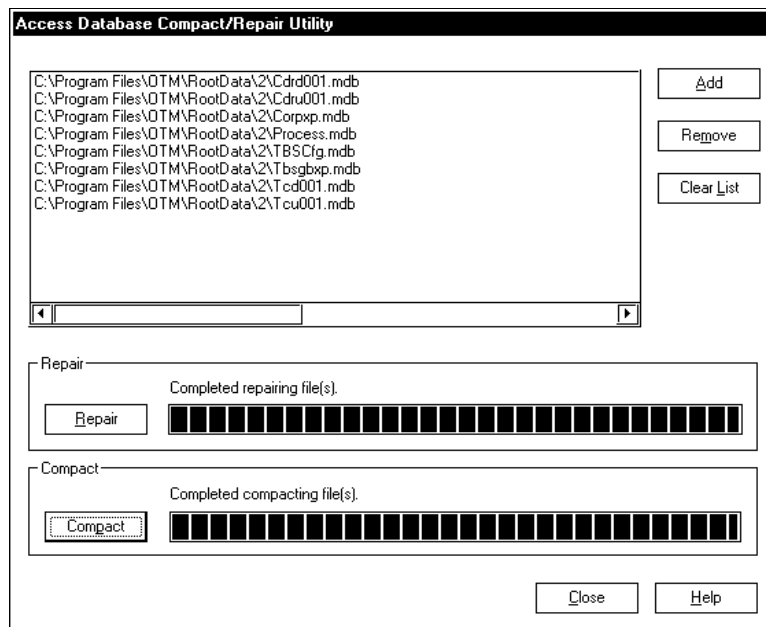 Access Database Compact/Repair Utility
C:\Program Files\OTM\RootData\2\Cdrd001.mdb
C:\Program Files\OTM\RootData\2\Cdru001.mdb
C:\Program Files\OTM\RootData\2\Corpxp.mdb
C:\Program Files\OTM\RootData\2\Process.mdb
C:\Program Files\OTM\RootData\2\TBSCfg.mdb
C:\Program Files\OTM\RootData\2\Tbsgbxp.mdb
C:\Program Files\OTM\RootData\2\Tcd001.mdb
C:\Program Files\OTM\RootData\2\Tcu001.mdb
Add
Remove
Clear List
Repair
Completed repairing file(s).
Repair
Compact
Completed compacting file(s).
Compact
Close
Help